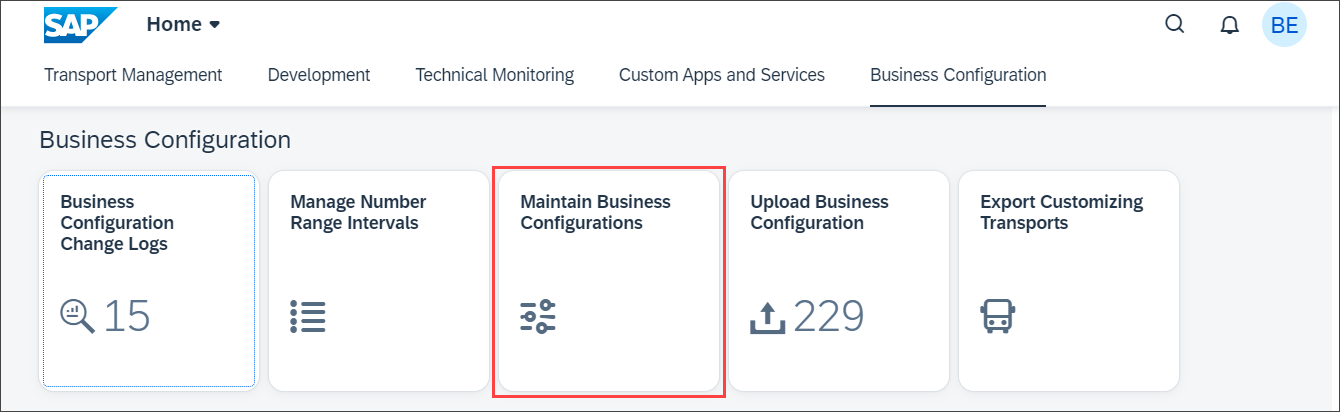 SAP
Home
BE
Transport Management
Development
Technical Monitoring
Custom Apps and Services
Business Configuration
Business Configuration
Business
Configuration
Change Logs
15
Manage Number
Range Intervals
Maintain Business
Configurations
Upload Business
Configuration
229
Export Customizing
Transports